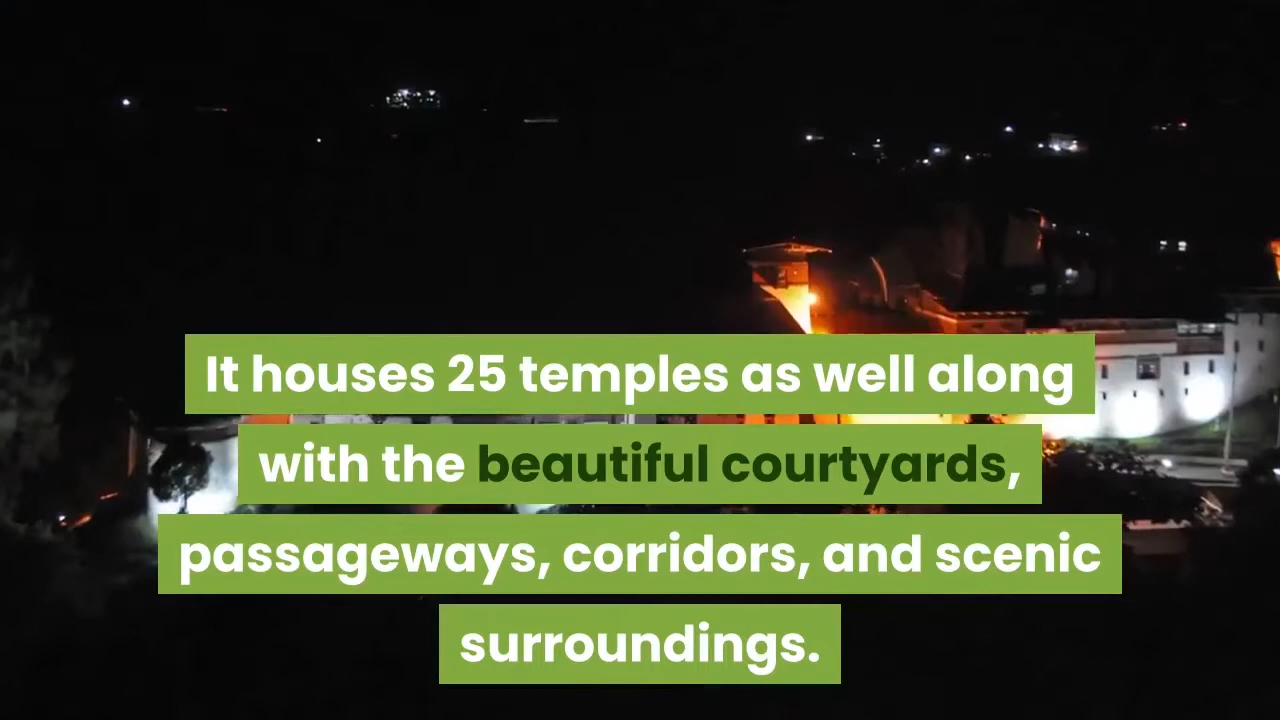 It houses 25 temples as well along
with the beautiful courtyards,
passageways, corridors, and scenic
surroundings.